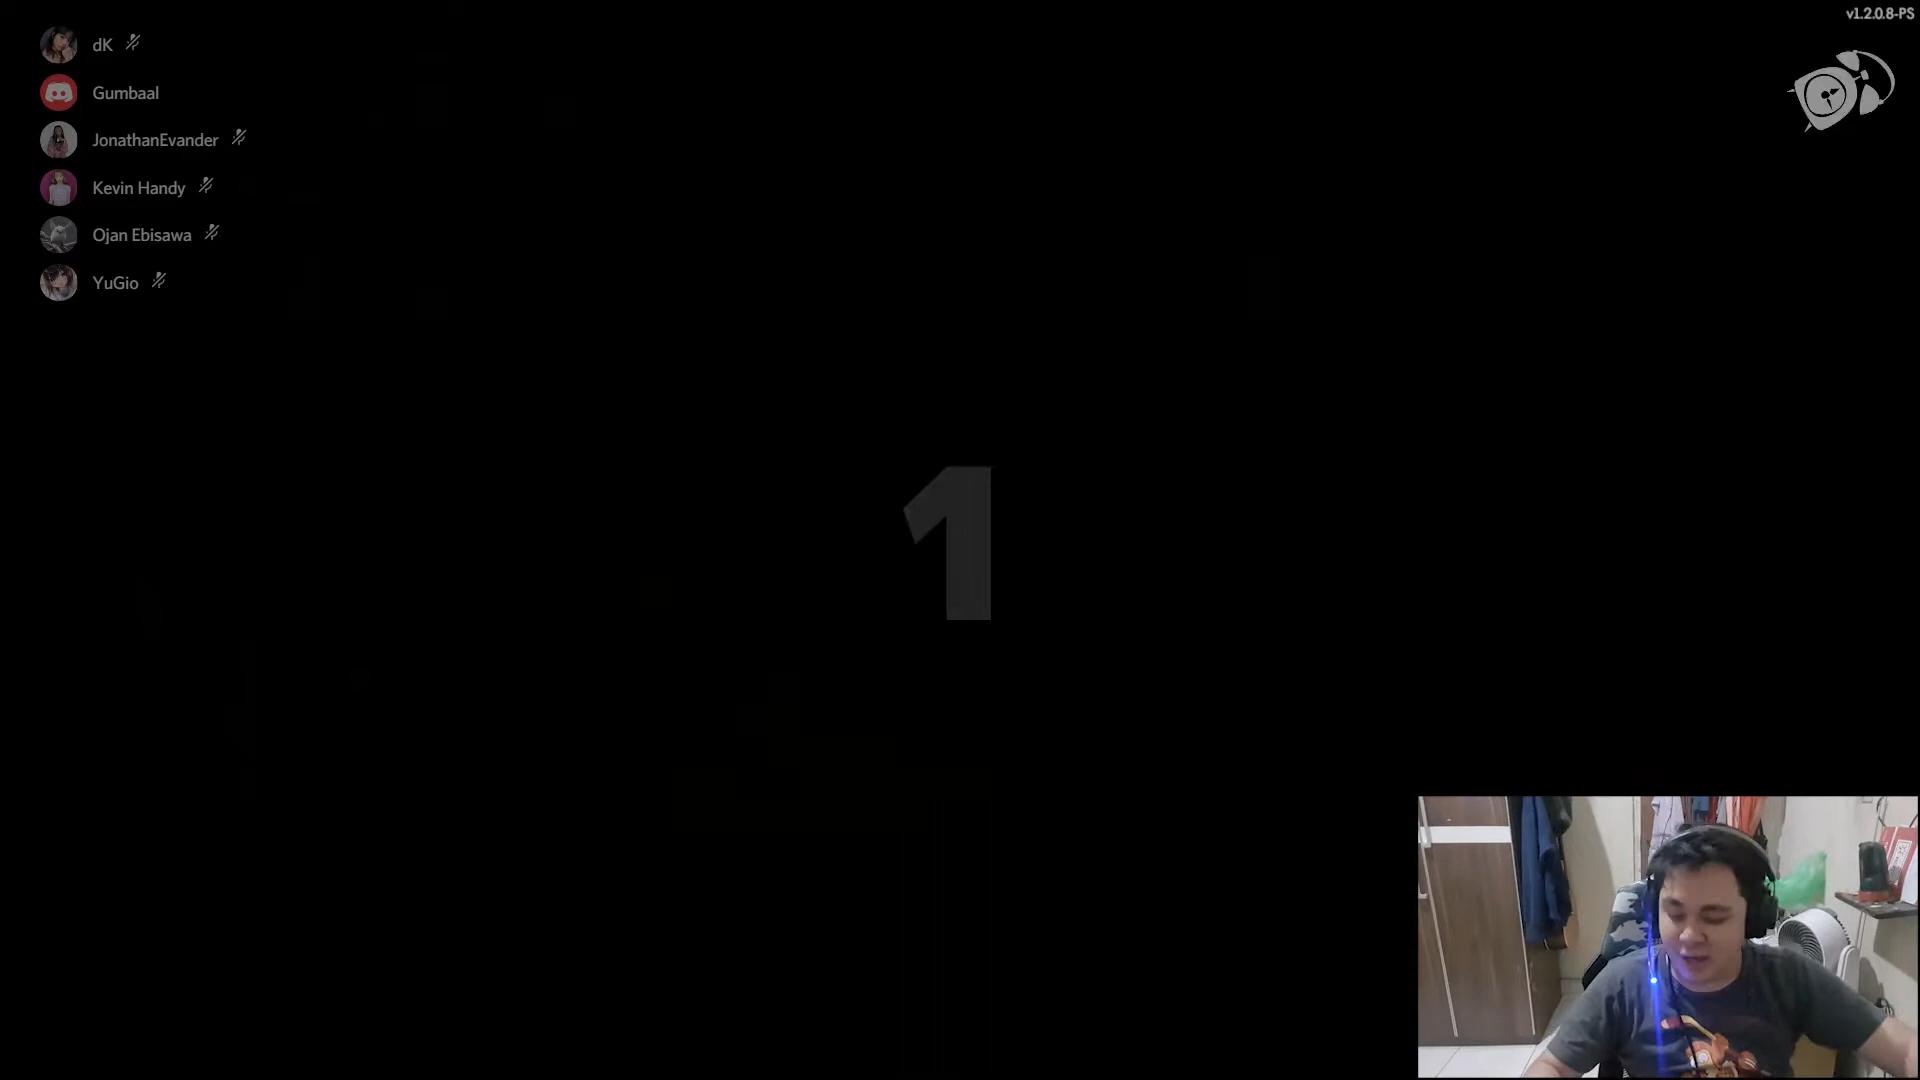 v1.2.0.8-PS
dK
Gumbaal
JonathanEvander
Kevin Handy
Ojan Ebisawa
YuGio
1